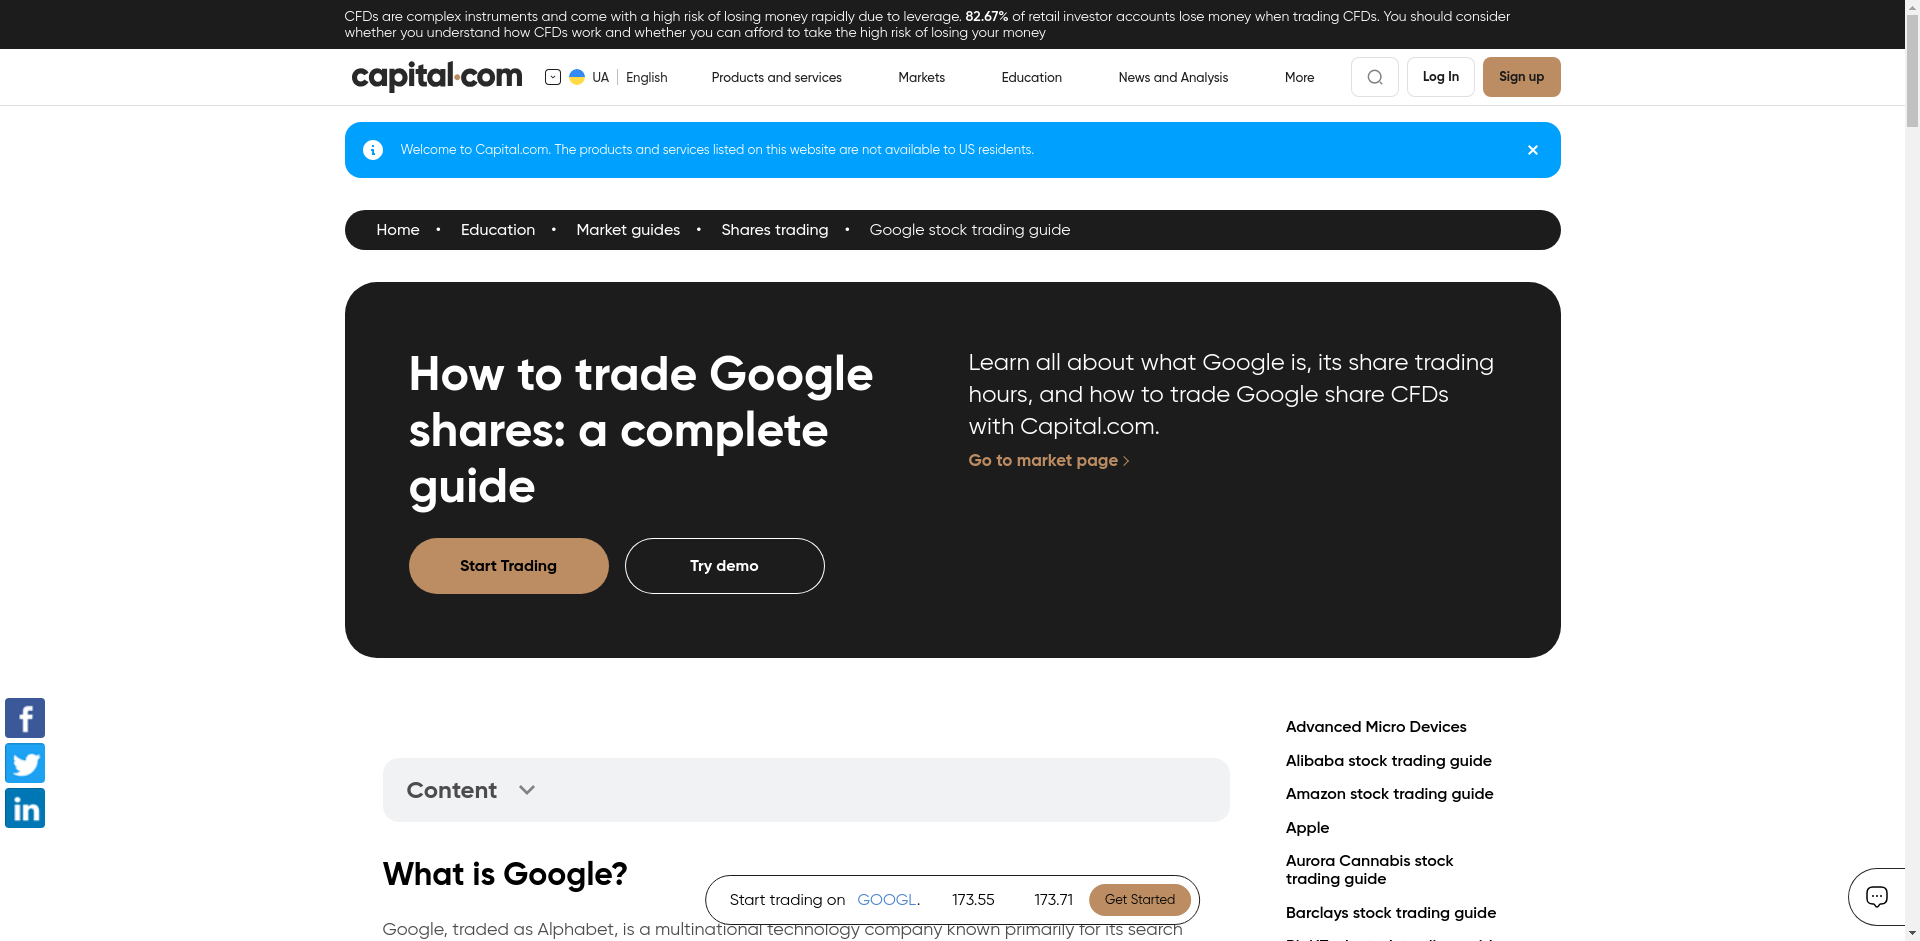 CFDs are complex instruments and come with a high risk of losing money rapidly due to leverage. 82.67% of retail investor accounts lose money when trading CFDs. You should consider
whether you understand how CFDs work and whether you can afford to take the high risk of losing your money
capital.com
UA
English
Products and services
Markets
Education
News and Analysis
More
Log In
Sign up
Welcome to Capital.com. The products and services listed on this website are not available to US residents.
Home • Education • Market guides • Shares trading • Google stock trading guide
How to trade Google
shares: a complete
guide
Start Trading
Try demo
Learn all about what Google is, its share trading
hours, and how to trade Google share CFDs
with Capital.com.
Go to market page
Content
What is Google?
Start trading on GOOGL. 173.55 173.71 Get Started
Google, traded as Alphabet, is a multinational technology company known primarily for its search
Advanced Micro Devices
Alibaba stock trading guide
Amazon stock trading guide
Apple
Aurora Cannabis stock
trading guide
Barclays stock trading guide